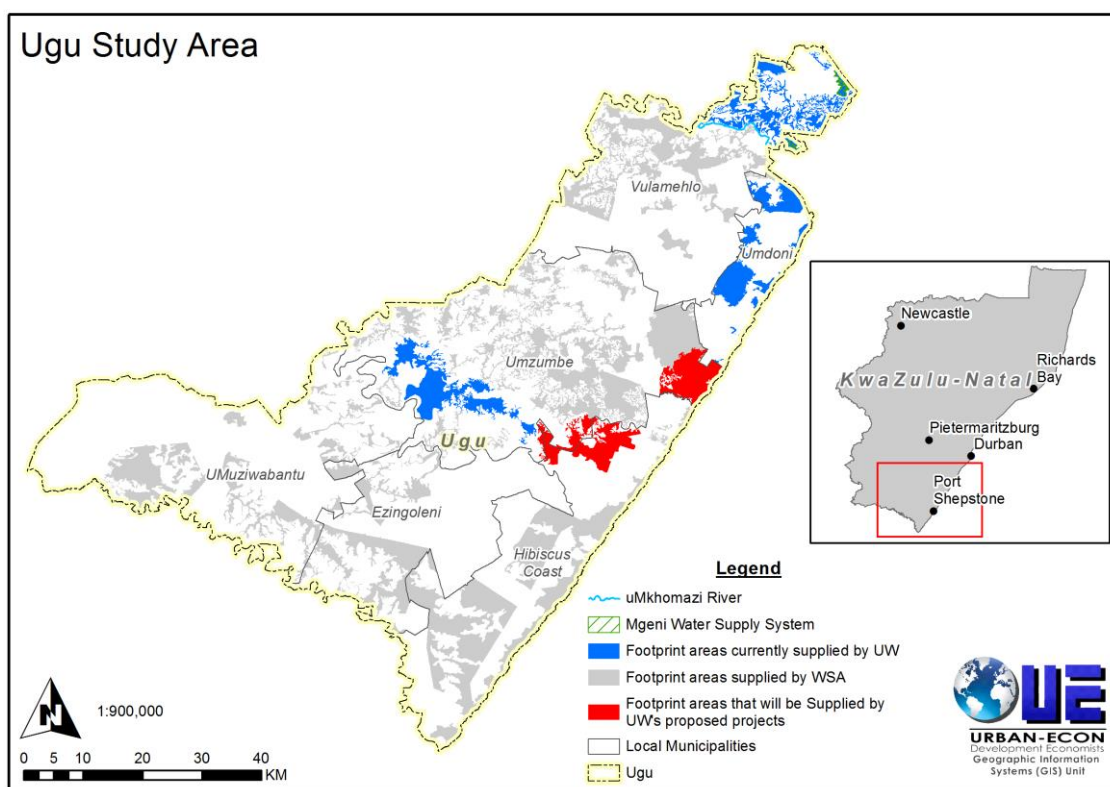 Ugu Study Area
Vulamehlo
Umdoni
Umzumbe
Ugu
UMuziwabantu
Ezingoleni
Hibiscus
Coast
Newcastle
Richards
Bay
KwaZulu-Natal
Pietermaritzburg
Durban
Port
Shepstone
Legend
uMkhomazi River
Mgeni Water Supply System
Footprint areas currently supplied by UW
Footprint areas supplied by WSA
Footprint areas that will be Supplied by
UW's proposed projects
Local Municipalities
Ugu
N
1:900,000
0 5 10 20 30 40
KM
UE
URBAN-ECON
Development Economists
Geographic Information
Systems (GIS) Unit